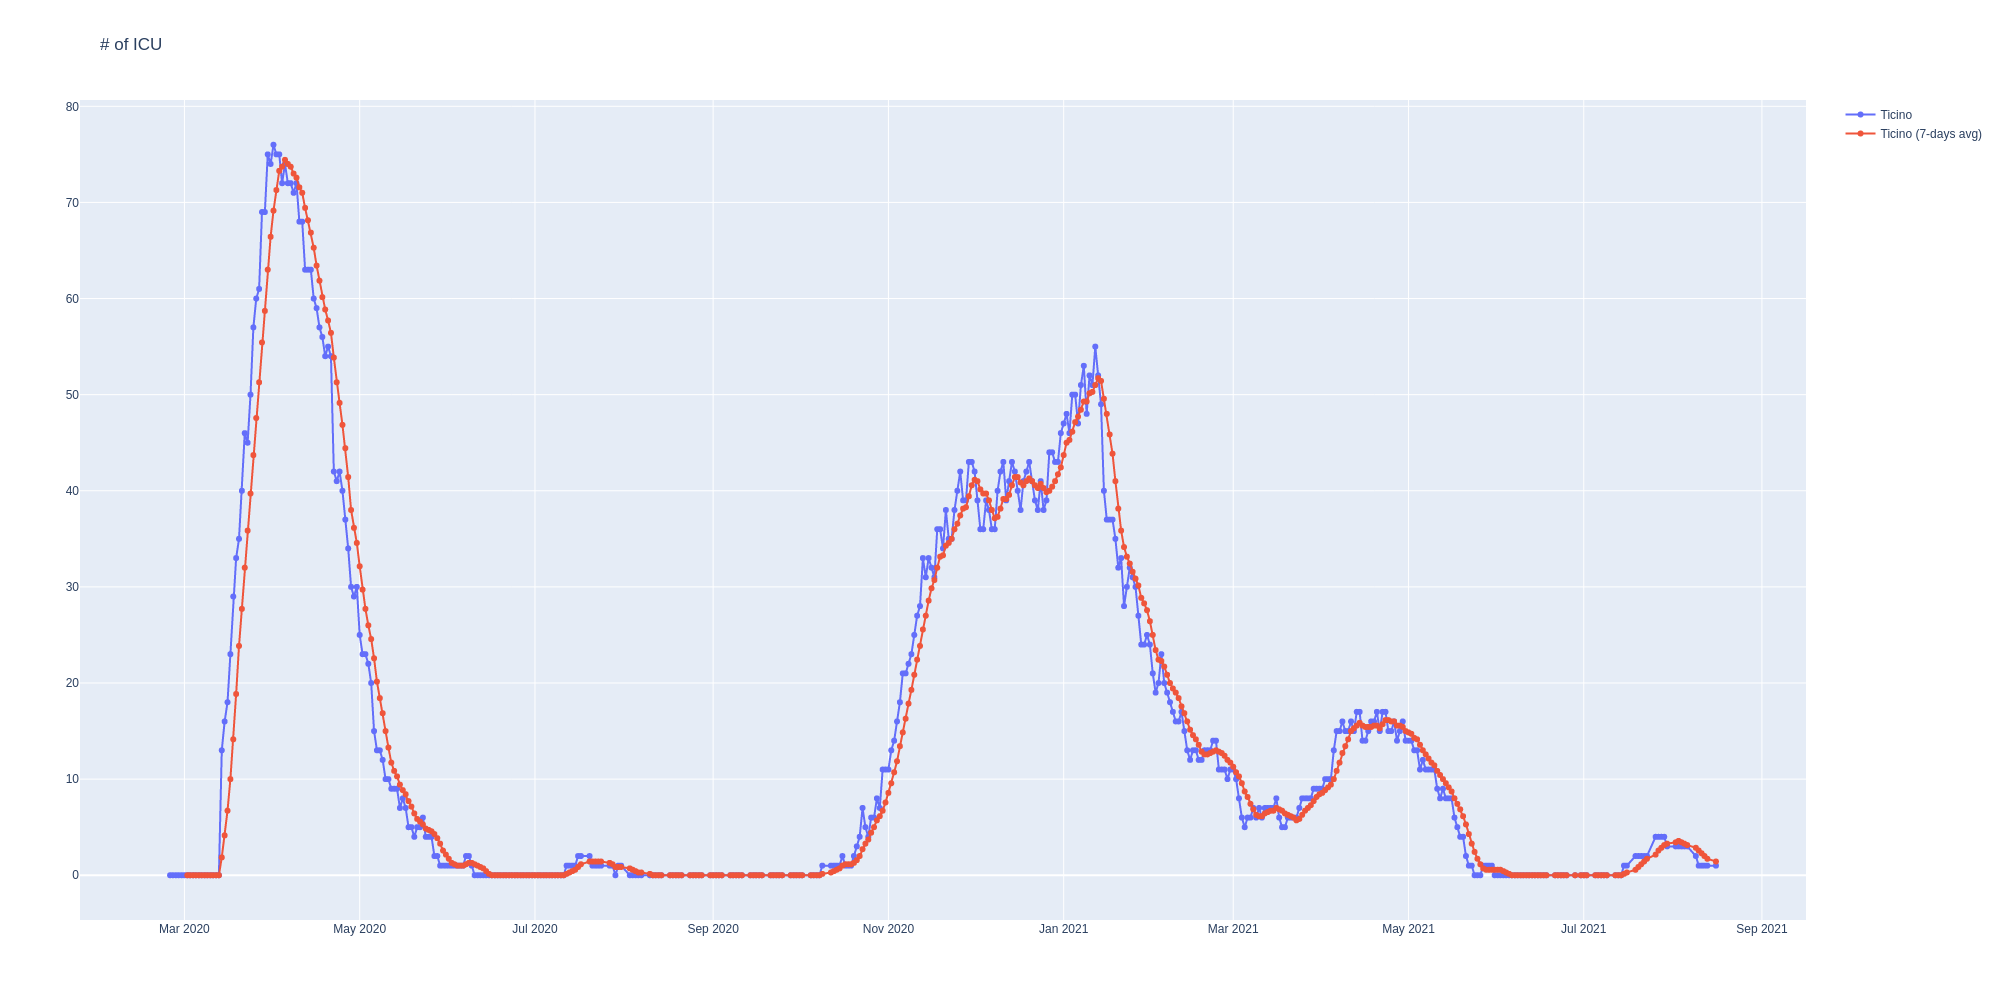 # of ICU
80
70
60
50
40
30
20
10
0
Mar 2020
May 2020
Jul 2020
Sep 2020
Nov 2020
Jan 2021
Mar 2021
May 2021
Jul 2021
Sep 2021
Ticino
Ticino (7-days avg)